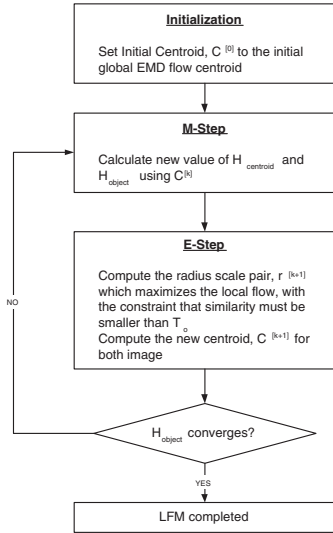 Initialization
Set Initial Centroid, C [0] to the initial
global EMD flow centroid
M-Step
Calculate new value of H centroid and
H object using C[k]
E-Step
Compute the radius scale pair, r [k+1]
which maximizes the local flow, with
the constraint that similarity must be
smaller than T o
Compute the new centroid, C [k+1] for
both image
NO
H object converges?
YES
LFM completed